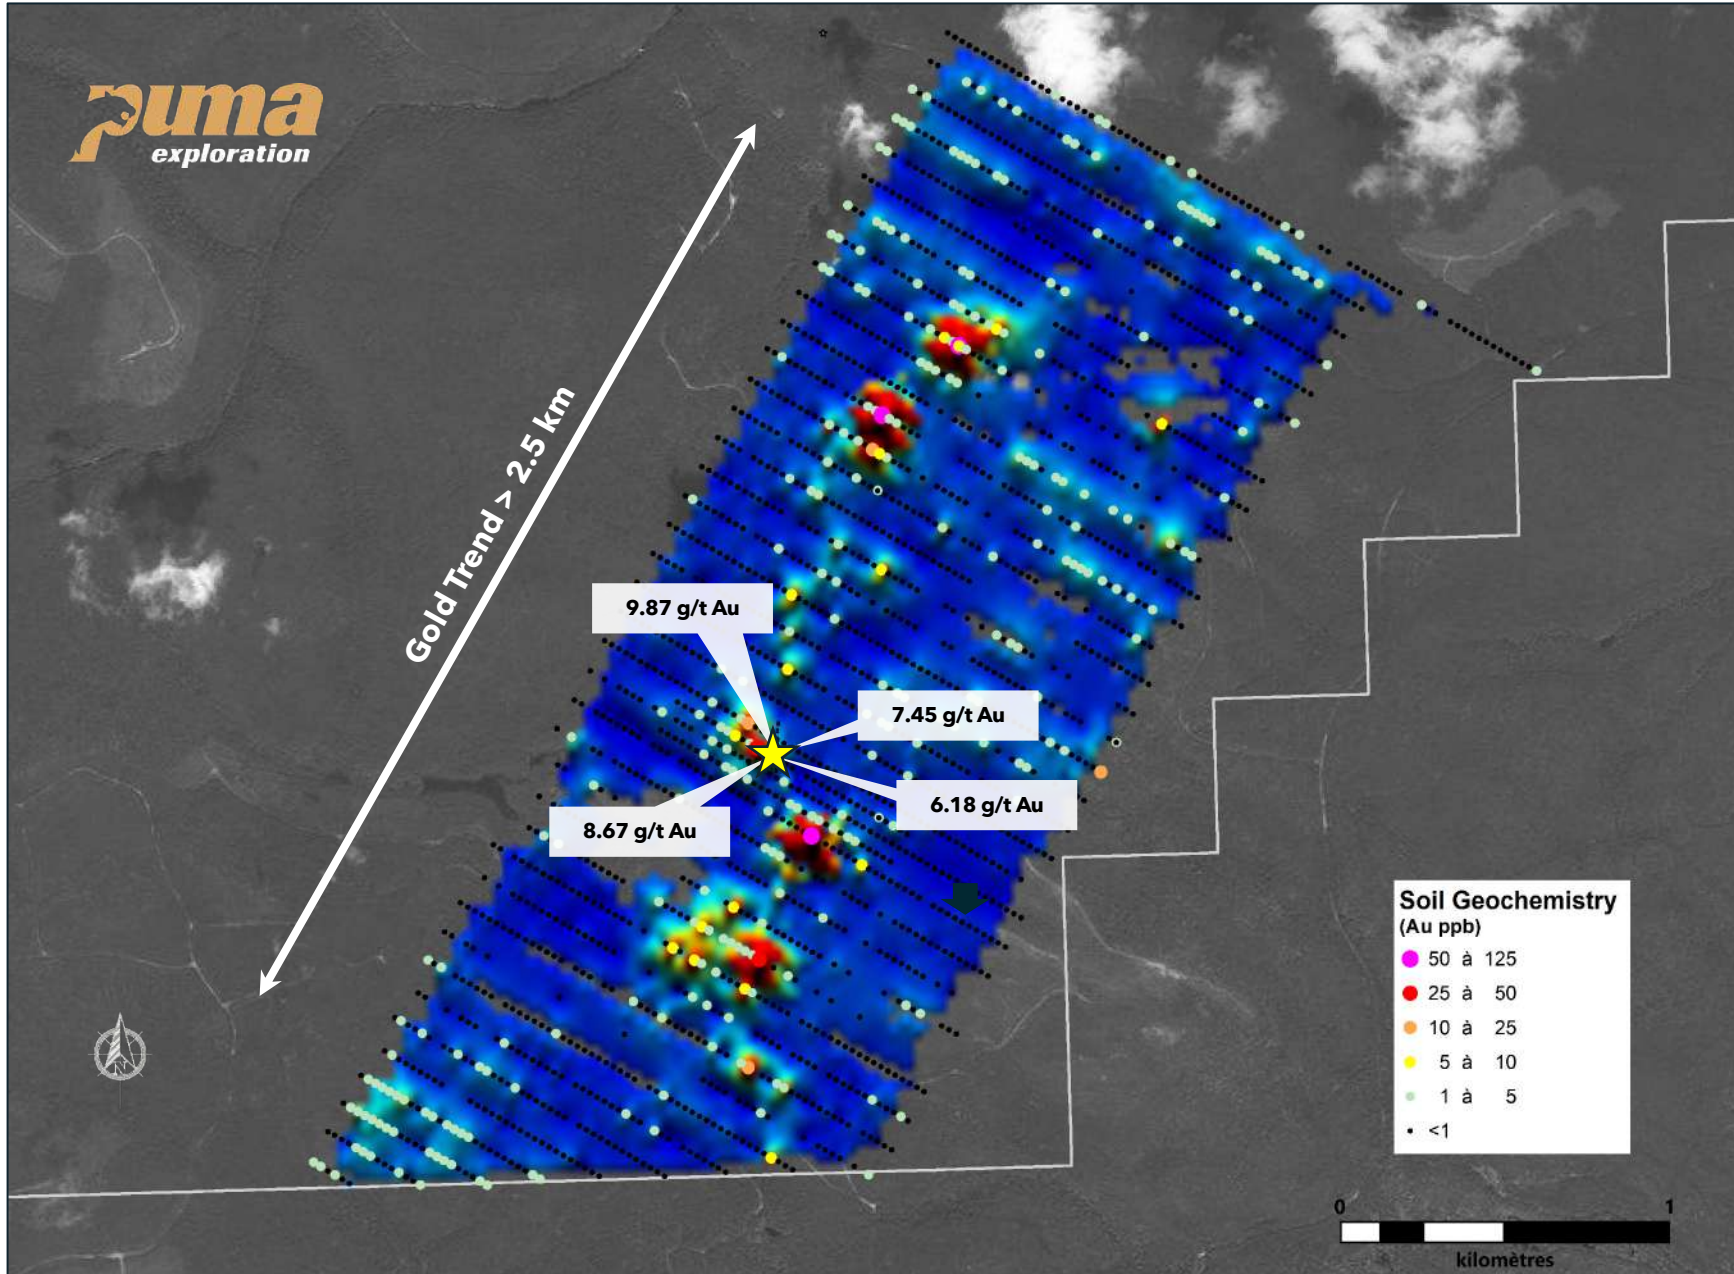 puma
exploration
Gold Trend > 2.5 km
9.87 g/t Au
7.45 g/t Au
6.18 g/t Au
8.67 g/t Au
N
Soil Geochemistry
(Au ppb)
50 à 125
25 à 50
10 à 25
5 à 10
1 à 5
<1
0 1
kilomètres